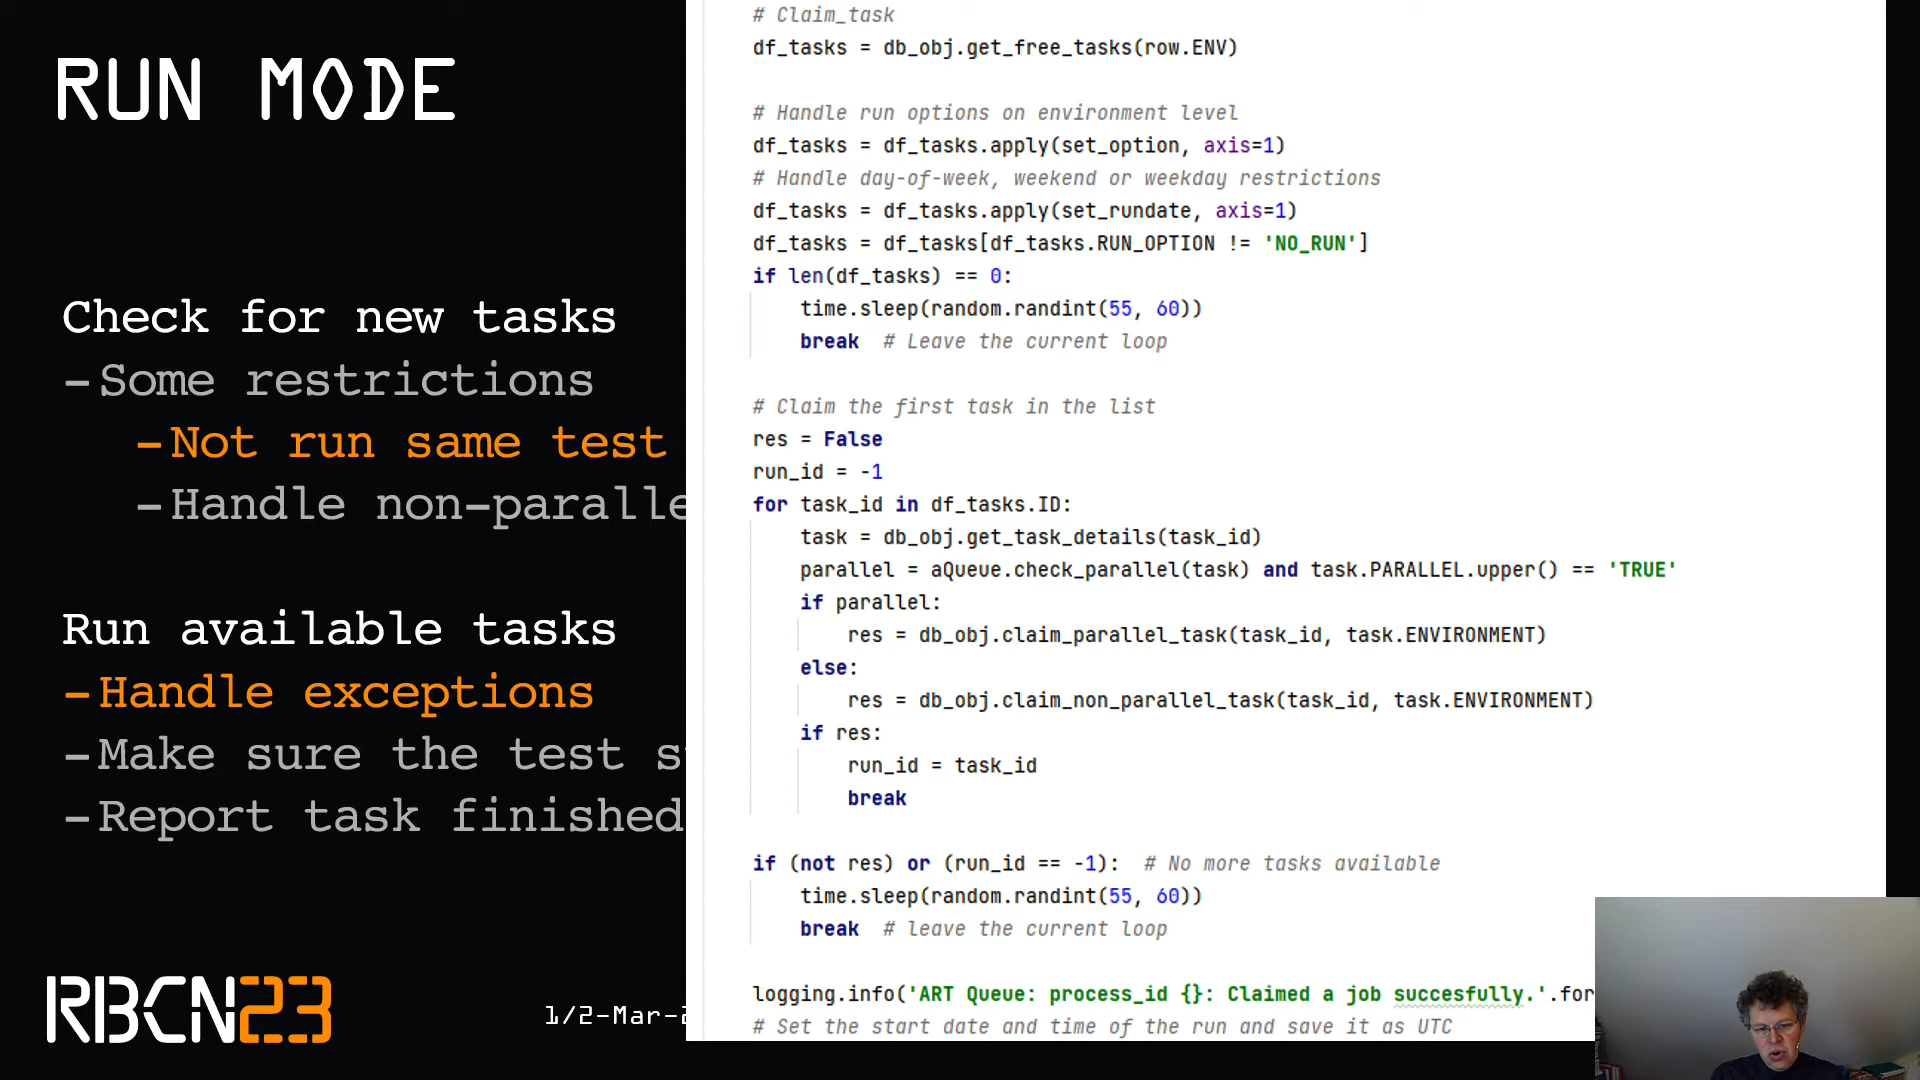 RUN MODE
Check for new tasks
-Some restrictions
-Not run same test
-Handle non-paralle
Run available tasks
-Handle exceptions
-Make sure the test s
-Report task finished
RBCN23
1/2-Mar-2
# Claim_task
df_tasks = db_obj.get_free_tasks(row.ENV)
# Handle run options on environment level
df_tasks = df_tasks.apply(set_option, axis=1)
# Handle day-of-week, weekend or weekday restrictions
df_tasks = df_tasks.apply(set_rundate, axis=1)
df_tasks = df_tasks[df_tasks.RUN_OPTION != 'NO_RUN']
if len(df_tasks) == 0:
time.sleep(random.randint(55, 60))
break  # Leave the current loop
# Claim the first task in the list
res = False
run_id = -1
for task_id in df_tasks.ID:
task = db_obj.get_task_details(task_id)
parallel = aQueue.check_parallel(task) and task.PARALLEL.upper() == 'TRUE'
if parallel:
res = db_obj.claim_parallel_task(task_id, task.ENVIRONMENT)
else:
res = db_obj.claim_non_parallel_task(task_id, task.ENVIRONMENT)
if res:
run_id = task_id
break
if (not res) or (run_id == -1):  # No more tasks available
time.sleep(random.randint(55, 60))
break  # leave the current loop
logging.info('ART Queue: process_id {}: Claimed a job succesfully.'.for
# Set the start date and time of the run and save it as UTC